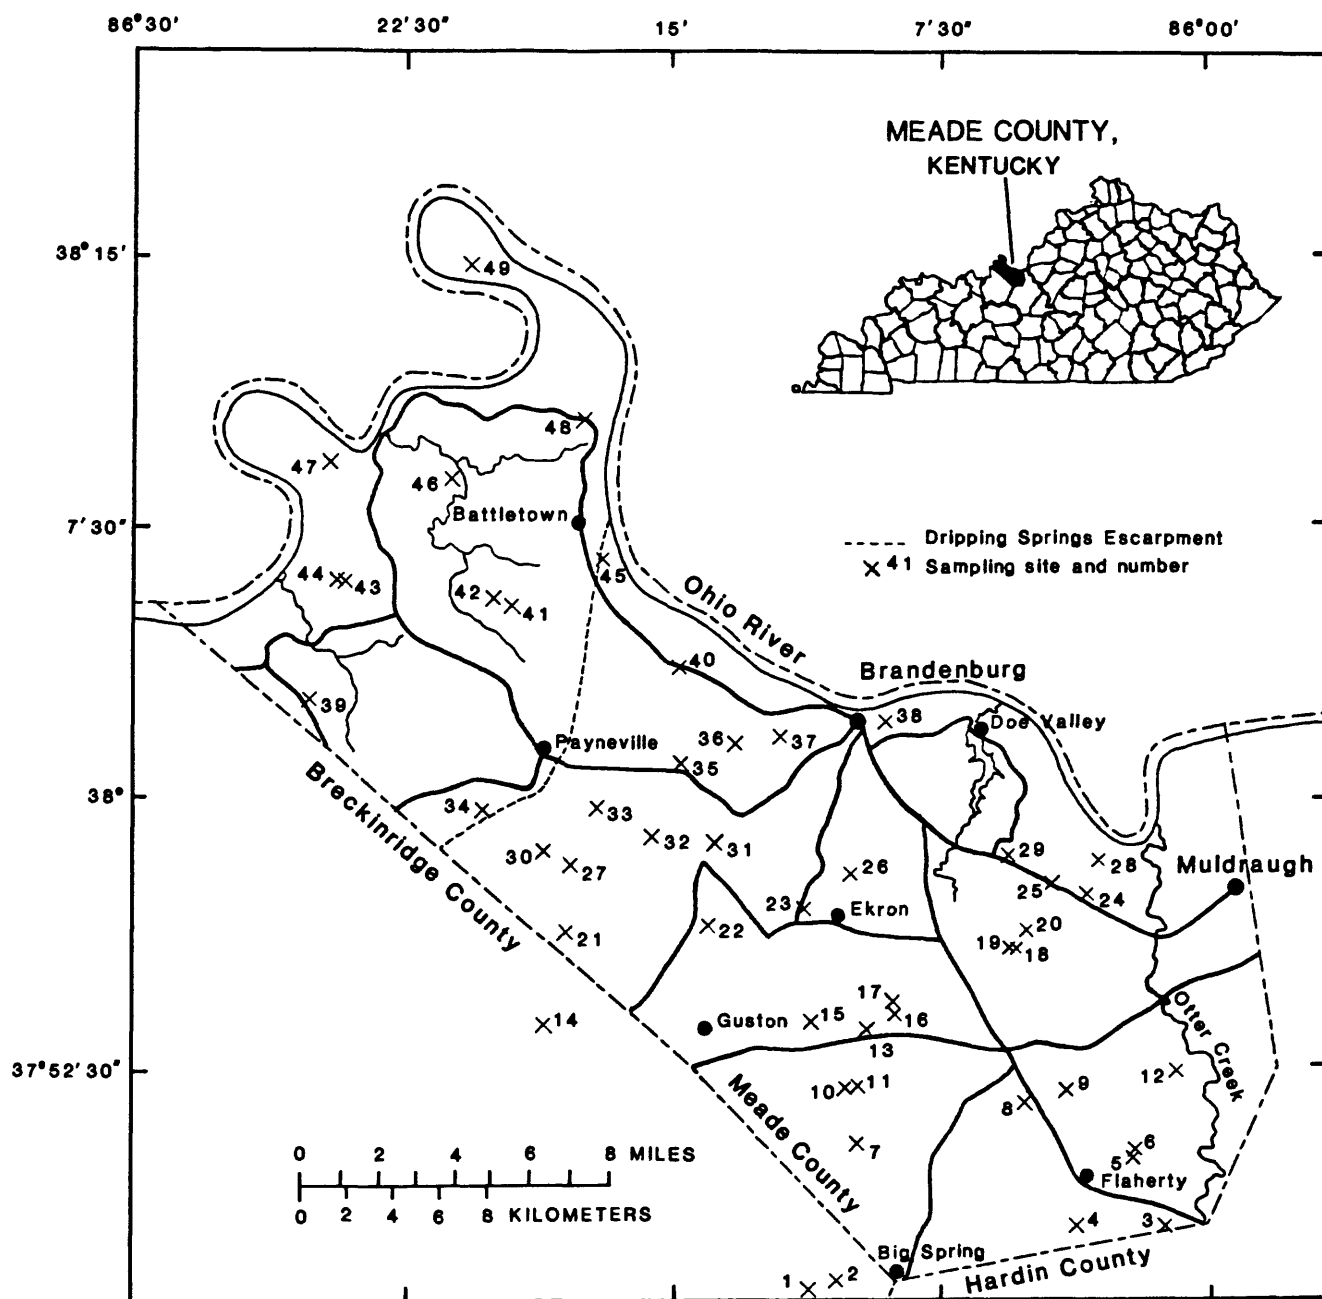 86°30′ 22′30″ 15′ 7′30″ 86°00′
MEADE COUNTY,
KENTUCKY
38°15′
49
48
47
46
7′30″
Battletown
Dripping Springs Escarpment
41 Sampling site and number
45
44 43
42 41
Ohio River
40
Brandenburg
39
38
Doe Valley
36 37
Payneville
35
Breckinridge County
38°
34
33
32
31
30
27
29
28
Muldraugh
26
25
24
23
Ekron
22
21
20
19 18
17
16
15
14
Guston
13
Otter Creek
37°52′30″
12
10 11
9
8
Meade County
7
6
5
Flaherty
0 2 4 6 8 MILES
0 2 4 6 8 KILOMETERS
4
3
Big Spring
Hardin County
1 2